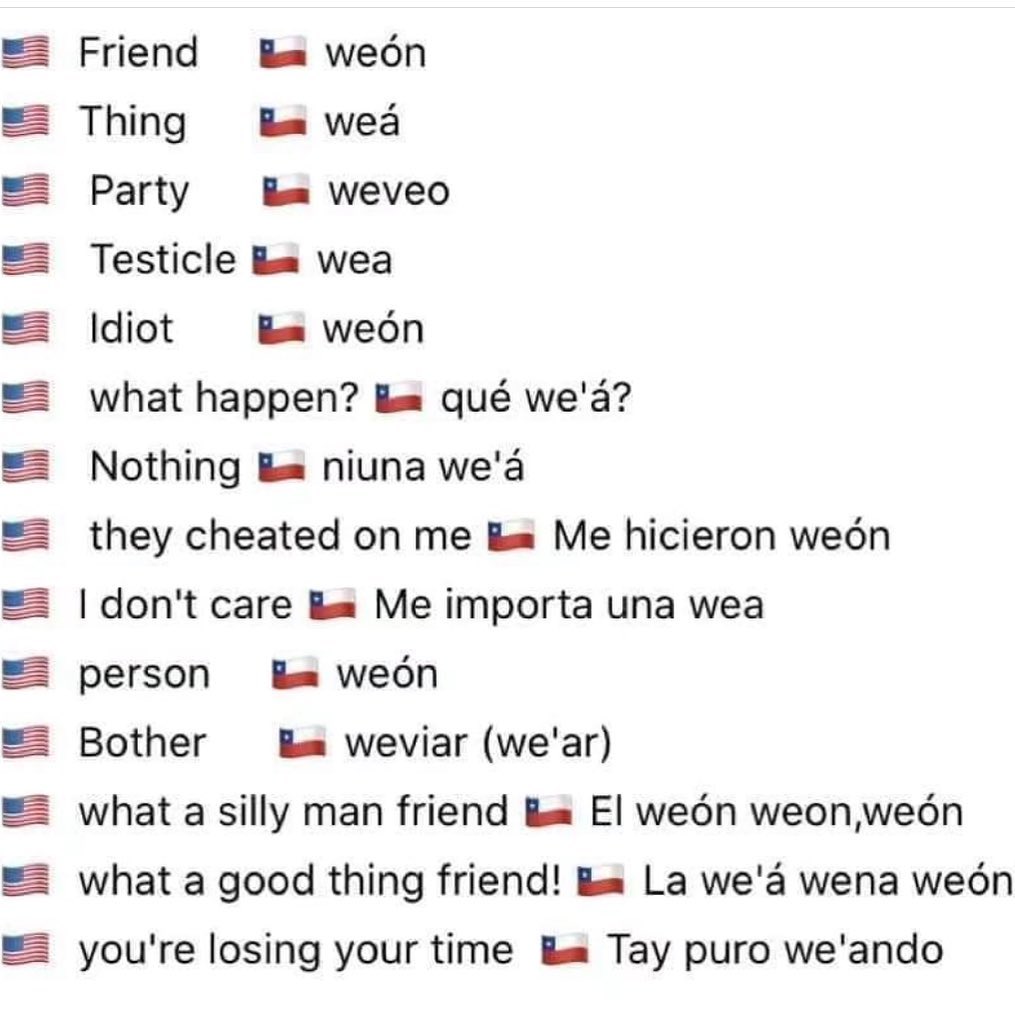 Friend weón
Thing weá
Party weveo
Testicle wea
Idiot weón
what happen? qué we'á?
Nothing niuna we'á
they cheated on me Me hicieron weón
I don't care Me importa una wea
person weón
Bother weviar (we'ar)
what a silly man friend El weón weon,weón
what a good thing friend! La we'á wena weón
you're losing your time Tay puro we'ando